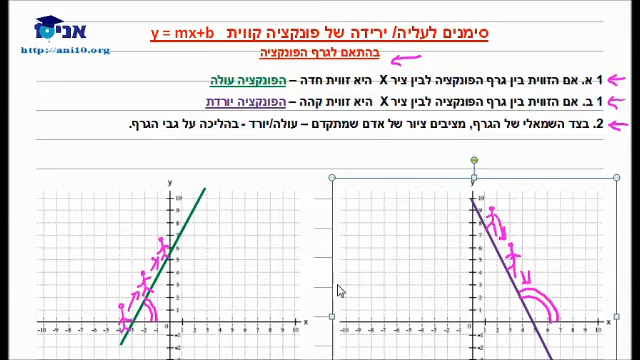 אני10
http://ani10.org
סימנים לעליה/ ירידה של פונקציה קווית y = mx+b
בהתאם לגרף הפונקציה
1 א. אם הזווית בין גרף הפונקציה לבין ציר X היא זווית חדה – הפונקציה עולה
1 ב. אם הזווית בין גרף הפונקציה לבין ציר X היא זווית קהה – הפונקציה יורדת
2. בצד השמאלי של הגרף, מציבים ציור של אדם שמתקדם – עולה/יורד - בהליכה על גבי הגרף.
y
10
9
8
7
6
5
4
3
2
1
-10 -9 -8 -7 -6 -5 -4 -3 -2 -1 0 1 2 3 4 5 6 7 8 9 10 x
-1
-2
y
10
9
8
7
6
5
4
3
2
1
-10 -9 -8 -7 -6 -5 -4 -3 -2 -1 0 1 2 3 4 5 6 7 8 9 10 x
-1
-2